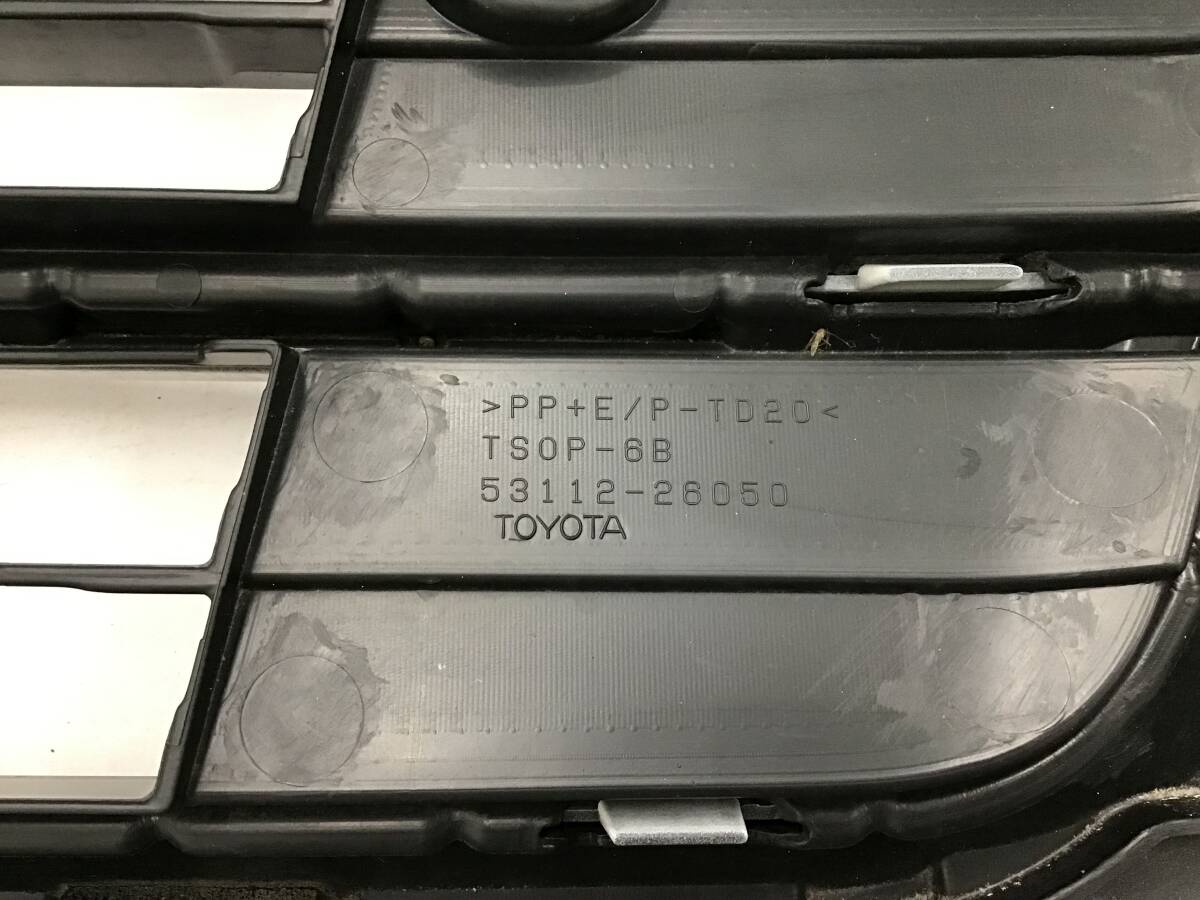 >PP+E/P-TD20<
TSOP-6B
53112-26050
TOYOTA